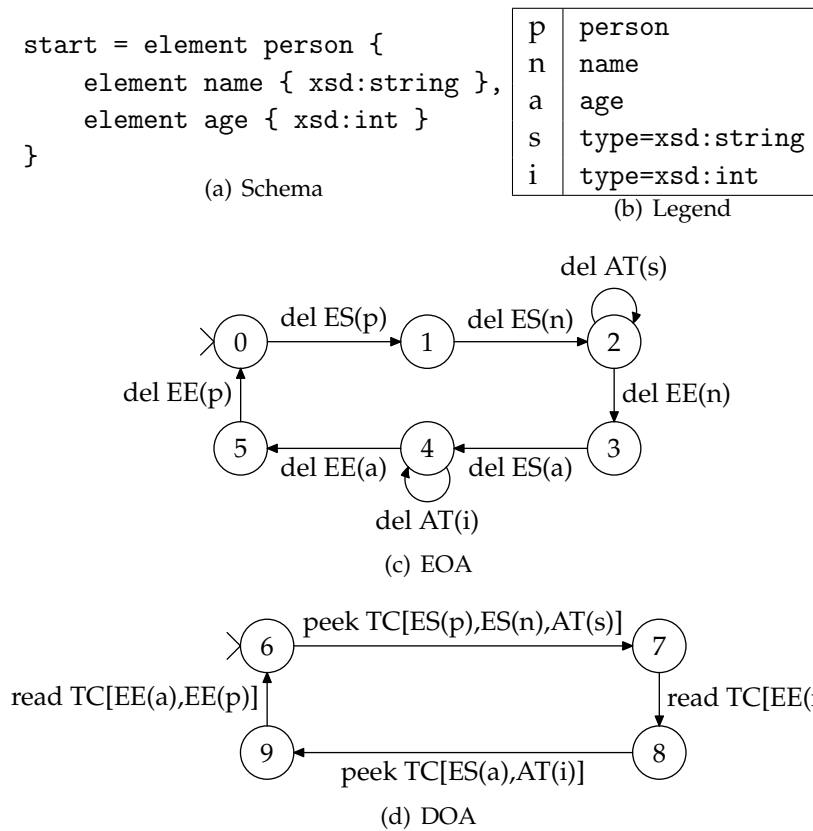 start = element person {
    element name { xsd:string },
    element age { xsd:int }
}
(a) Schema
p person
n name
a age
s type=xsd:string
i type=xsd:int
(b) Legend
del AT(s)
0 del ES(p) 1 del ES(n) 2
del EE(p) del EE(n)
5 del EE(a) 4 del ES(a) 3
del AT(i)
(c) EOA
6 peek TC[ES(p),ES(n),AT(s)] 7
read TC[EE(a),EE(p)] read TC[EE(
9 peek TC[ES(a),AT(i)] 8
(d) DOA